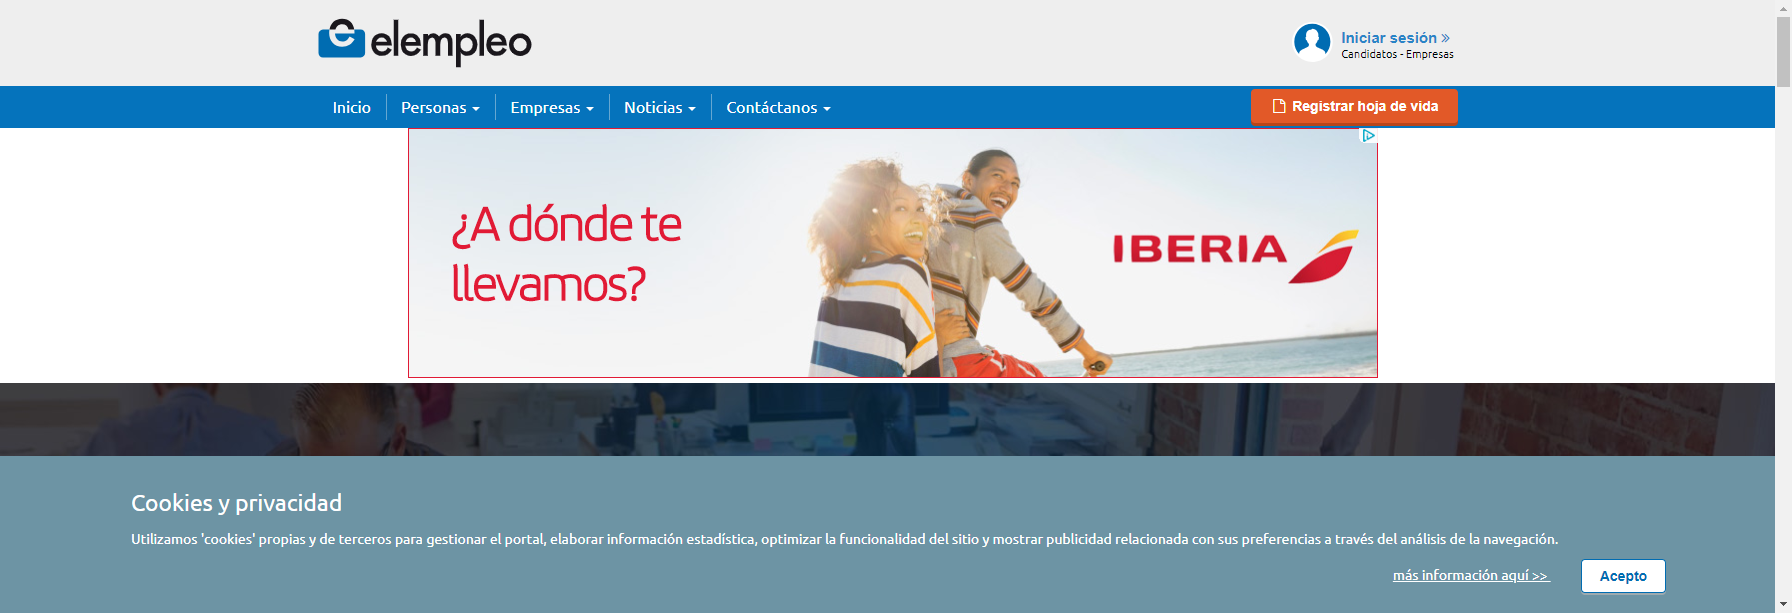 elempleo
Iniciar sesión »
Candidatos - Empresas
Inicio Personas Empresas Noticias Contáctanos Registrar hoja de vida
¿A dónde te
llevamos?
IBERIA
Cookies y privacidad
Utilizamos 'cookies' propias y de terceros para gestionar el portal, elaborar información estadística, optimizar la funcionalidad del sitio y mostrar publicidad relacionada con sus preferencias a través del análisis de la navegación.
más información aquí >> Acepto